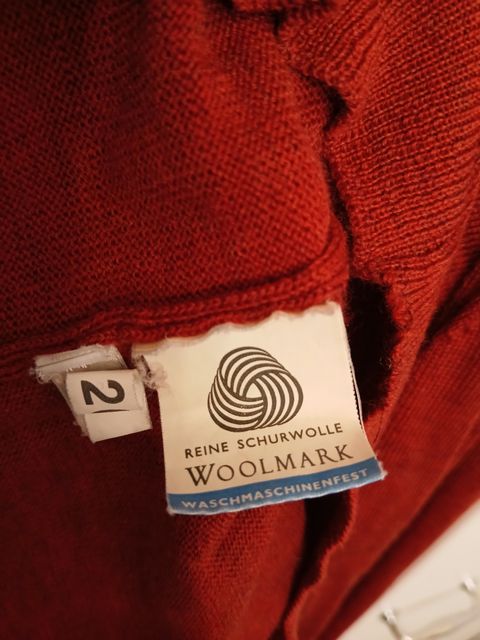 2
REINE SCHURWOLLE
WOOLMARK
WASCHMASCHINENFEST